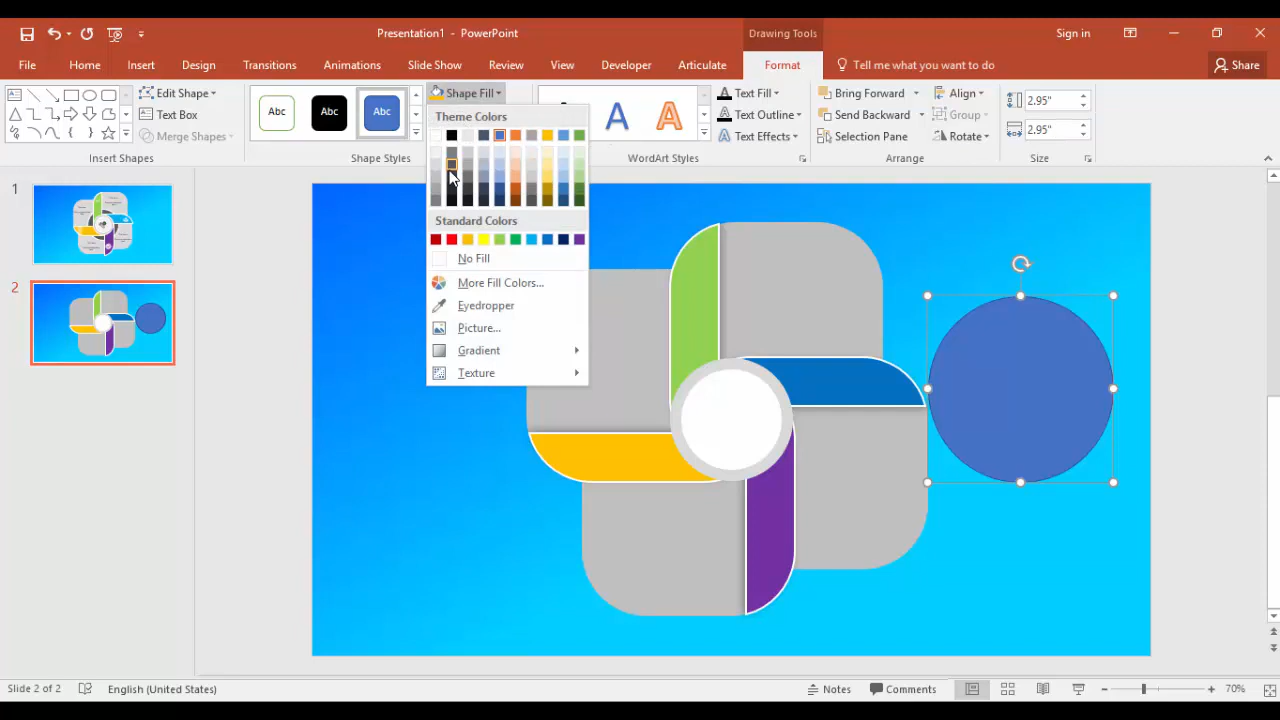 Presentation1 - PowerPoint
Drawing Tools
Sign in
File Home Insert Design Transitions Animations Slide Show Review View Developer Articulate Format Tell me what you want to do Share
Edit Shape
Text Box
Merge Shapes
Insert Shapes
Abc Abc Abc
Shape Styles
Shape Fill
Theme Colors
Standard Colors
No Fill
More Fill Colors...
Eyedropper
Picture...
Gradient
Texture
A A
WordArt Styles
Text Fill
Text Outline
Text Effects
Bring Forward
Send Backward
Selection Pane
Align
Group
Rotate
Arrange
2.95"
2.95"
Size
1
2
Slide 2 of 2 English (United States) Notes Comments 70%